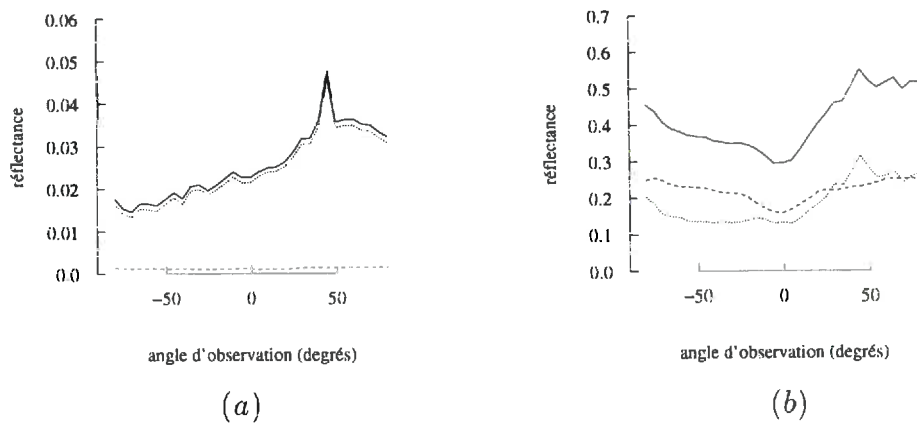 0.06
0.05
0.04
0.03
0.02
0.01
0.0
réflectance
−50 0 50
angle d'observation (degrés)
(a)
0.7
0.6
0.5
0.4
0.3
0.2
0.1
0.0
réflectance
−50 0 50
angle d'observation (degrés)
(b)